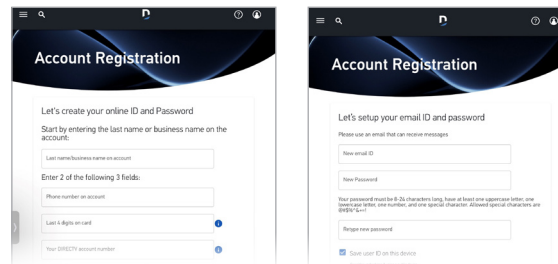 Account Registration
Let's create your online ID and Password
Start by entering the last name or business name on the
account:
Last name/business name on account
Enter 2 of the following 3 fields:
Phone number on account
Last 4 digits on card
Your DIRECTV account number
Account Registration
Let's setup your email ID and password
Please use an email that can receive messages
New email ID
New Password
Your password must be 8-24 characters long, have at least one uppercase letter, one
lowercase letter, one number, and one special character. Allowed special characters are
Retype new password
Save user ID on this device